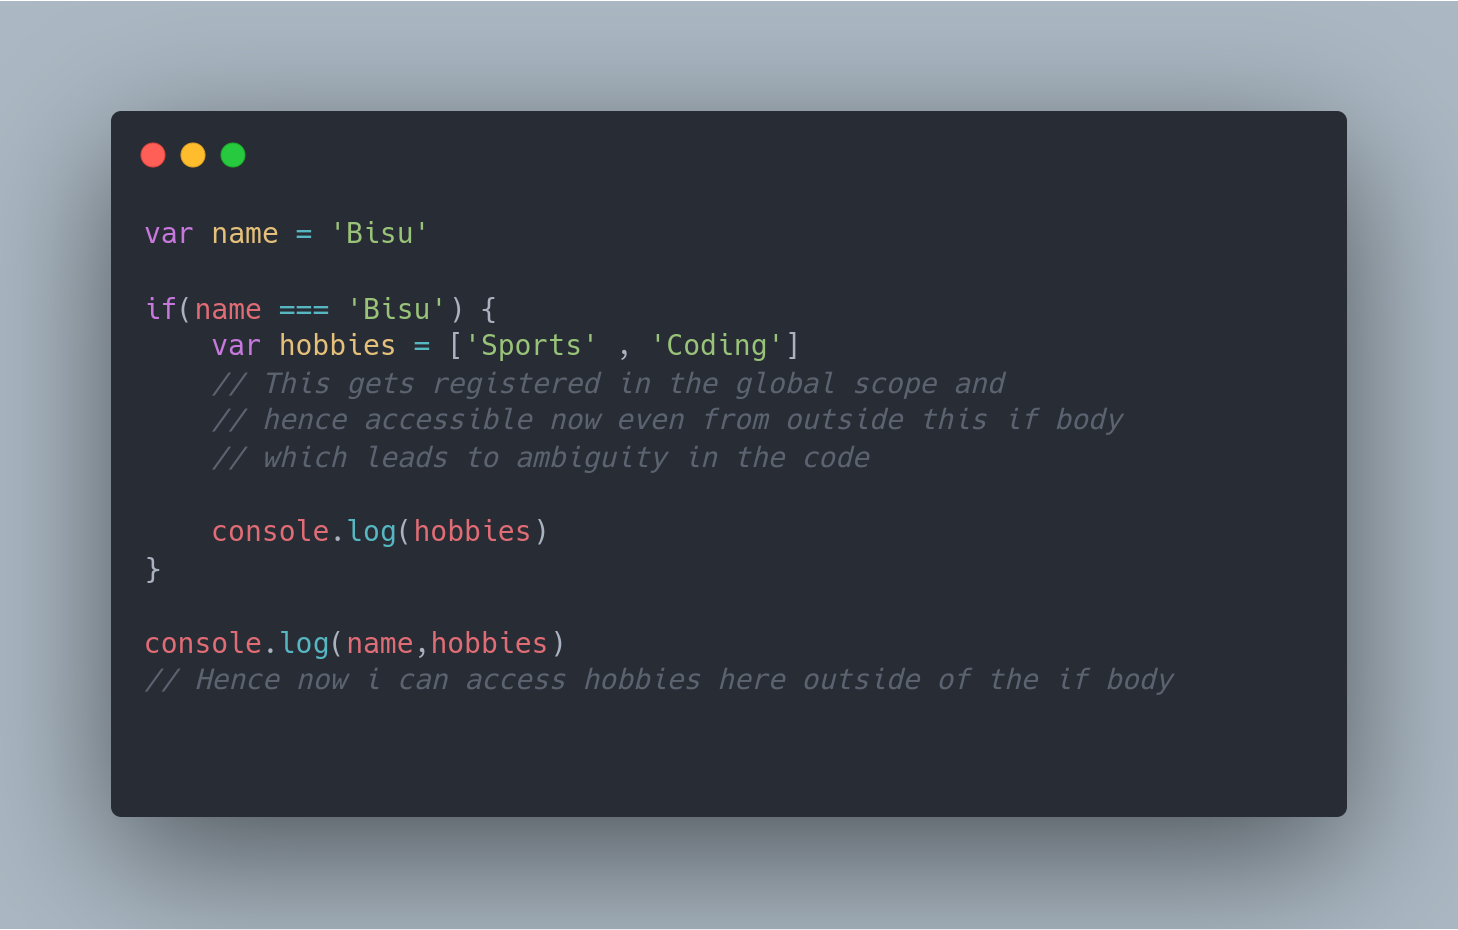 var name = 'Bisu'

if(name === 'Bisu') {
    var hobbies = ['Sports' , 'Coding']
    // This gets registered in the global scope and
    // hence accessible now even from outside this if body
    // which leads to ambiguity in the code

    console.log(hobbies)
}

console.log(name,hobbies)
// Hence now i can access hobbies here outside of the if body